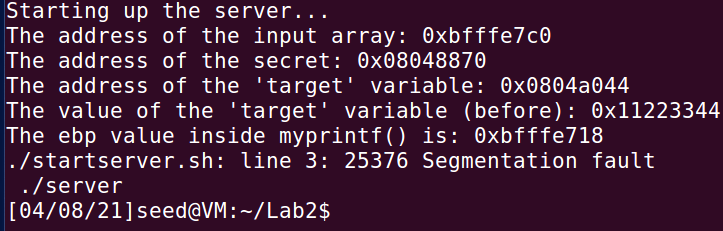 Starting up the server...
The address of the input array: 0xbfffe7c0
The address of the secret: 0x08048870
The address of the 'target' variable: 0x0804a044
The value of the 'target' variable (before): 0x11223344
The ebp value inside myprintf() is: 0xbfffe718
./startserver.sh: line 3: 25376 Segmentation fault
 ./server
[04/08/21]seed@VM:~/Lab2$